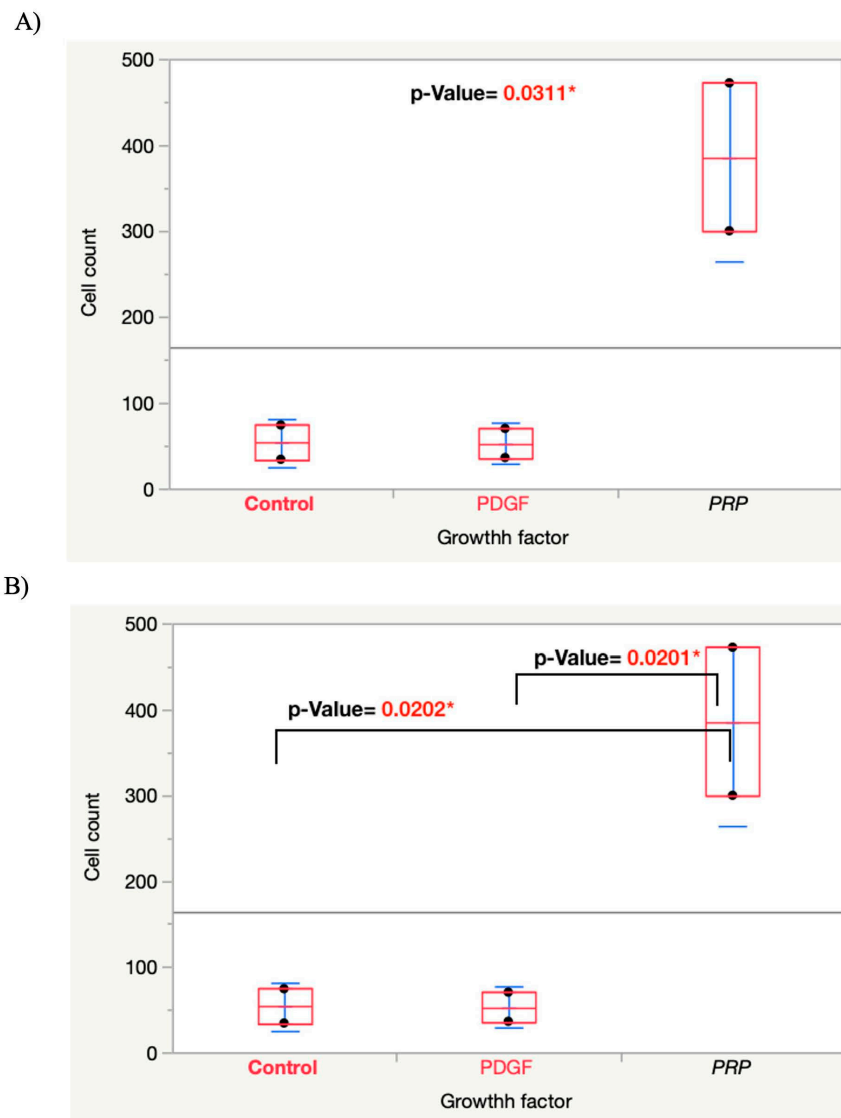 A)
500
p-Value= 0.0311*
400
300
200
100
0
Cell count
Control PDGF PRP
Growthh factor
B)
500
p-Value= 0.0201*
p-Value= 0.0202*
400
300
200
100
0
Cell count
Control PDGF PRP
Growthh factor